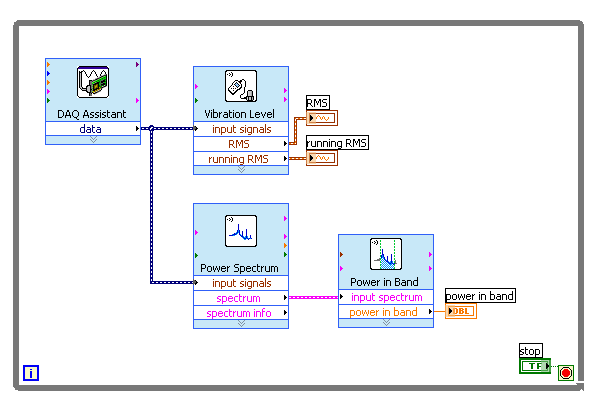 DAQ Assistant
data
Vibration Level
input signals
RMS
running RMS
RMS
running RMS
Power Spectrum
input signals
spectrum
spectrum info
Power in Band
input spectrum
power in band
power in band
DBL
stop
TF
i